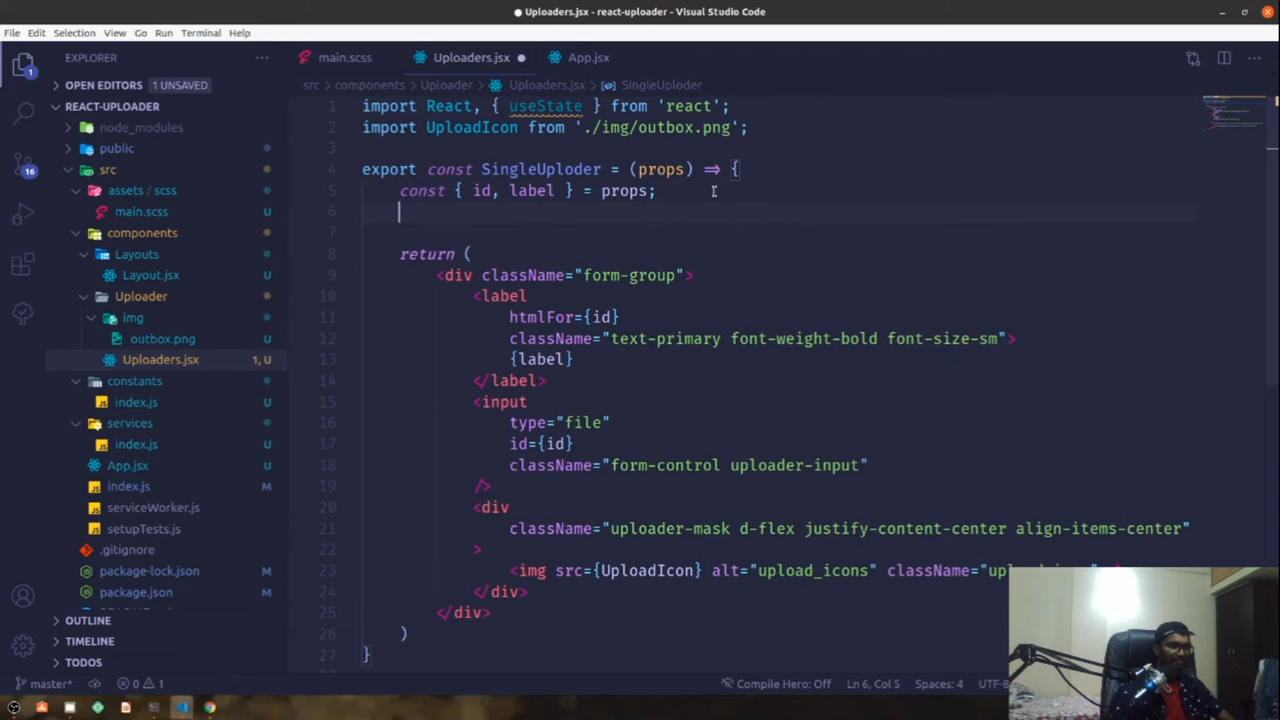 Uploaders.jsx - react-uploader - Visual Studio Code
File Edit Selection View Go Run Terminal Help
EXPLORER
main.scss
Uploaders.jsx
App.jsx
OPEN EDITORS 1 UNSAVED
src > components > Uploader > Uploaders.jsx > SingleUploder
REACT-UPLOADER
node_modules
public
src
assets / scss
main.scss
components
Layouts
Layout.jsx
Uploader
img
outbox.png
Uploaders.jsx 1, U
constants
index.js U
services
index.js U
App.jsx U
index.js M
serviceWorker.js
setupTests.js
.gitignore
package-lock.json M
package.json M
OUTLINE
TIMELINE
TODOS
1 import React, { useState } from 'react';
2 import UploadIcon from './img/outbox.png';
3
4 export const SingleUploder = (props) => {
5 const { id, label } = props;
6
7
8 return (
9 <div className="form-group">
10 <label
11 htmlFor={id}
12 className="text-primary font-weight-bold font-size-sm">
13 {label}
14 </label>
15 <input
16 type="file"
17 id={id}
18 className="form-control uploader-input"
19 />
20 <div
21 className="uploader-mask d-flex justify-content-center align-items-center"
22 >
23 <img src={UploadIcon} alt="upload_icons" className=
24 </div>
25 </div>
26 )
27 }
master* 0 1 Compile Hero: Off Ln 6, Col 5 Spaces: 4 UTF-8